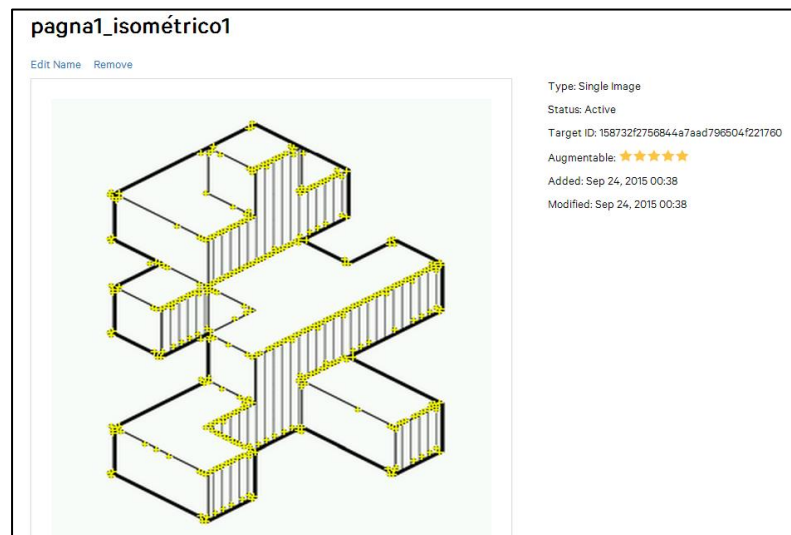 pagna1_isométrico1
Edit Name Remove
Type: Single Image
Status: Active
Target ID: 158732f2756844a7aad796504f221760
Augmentable:
Added: Sep 24, 2015 00:38
Modified: Sep 24, 2015 00:38